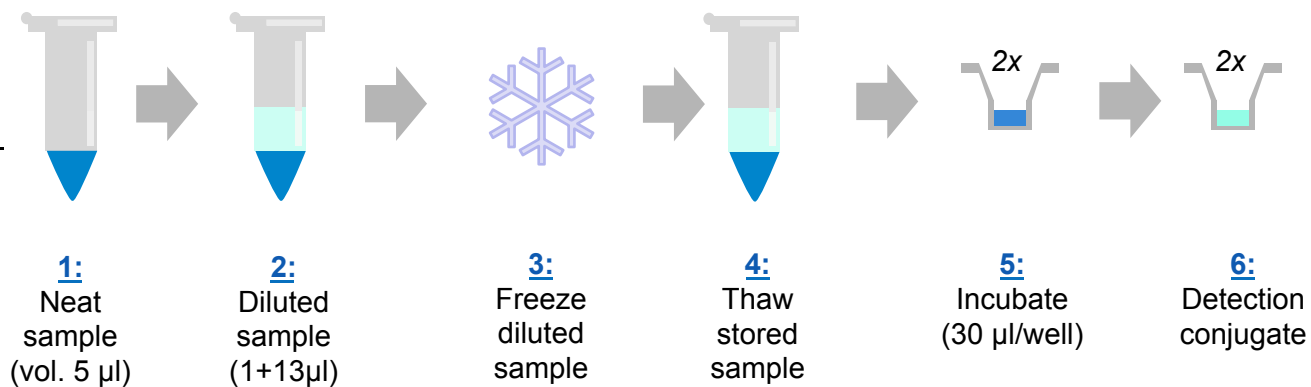 2x
2x
1:
Neat
sample
(vol. 5 µl)
2:
Diluted
sample
(1+13µl)
3:
Freeze
diluted
sample
4:
Thaw
stored
sample
5:
Incubate
(30 µl/well)
6:
Detection
conjugate